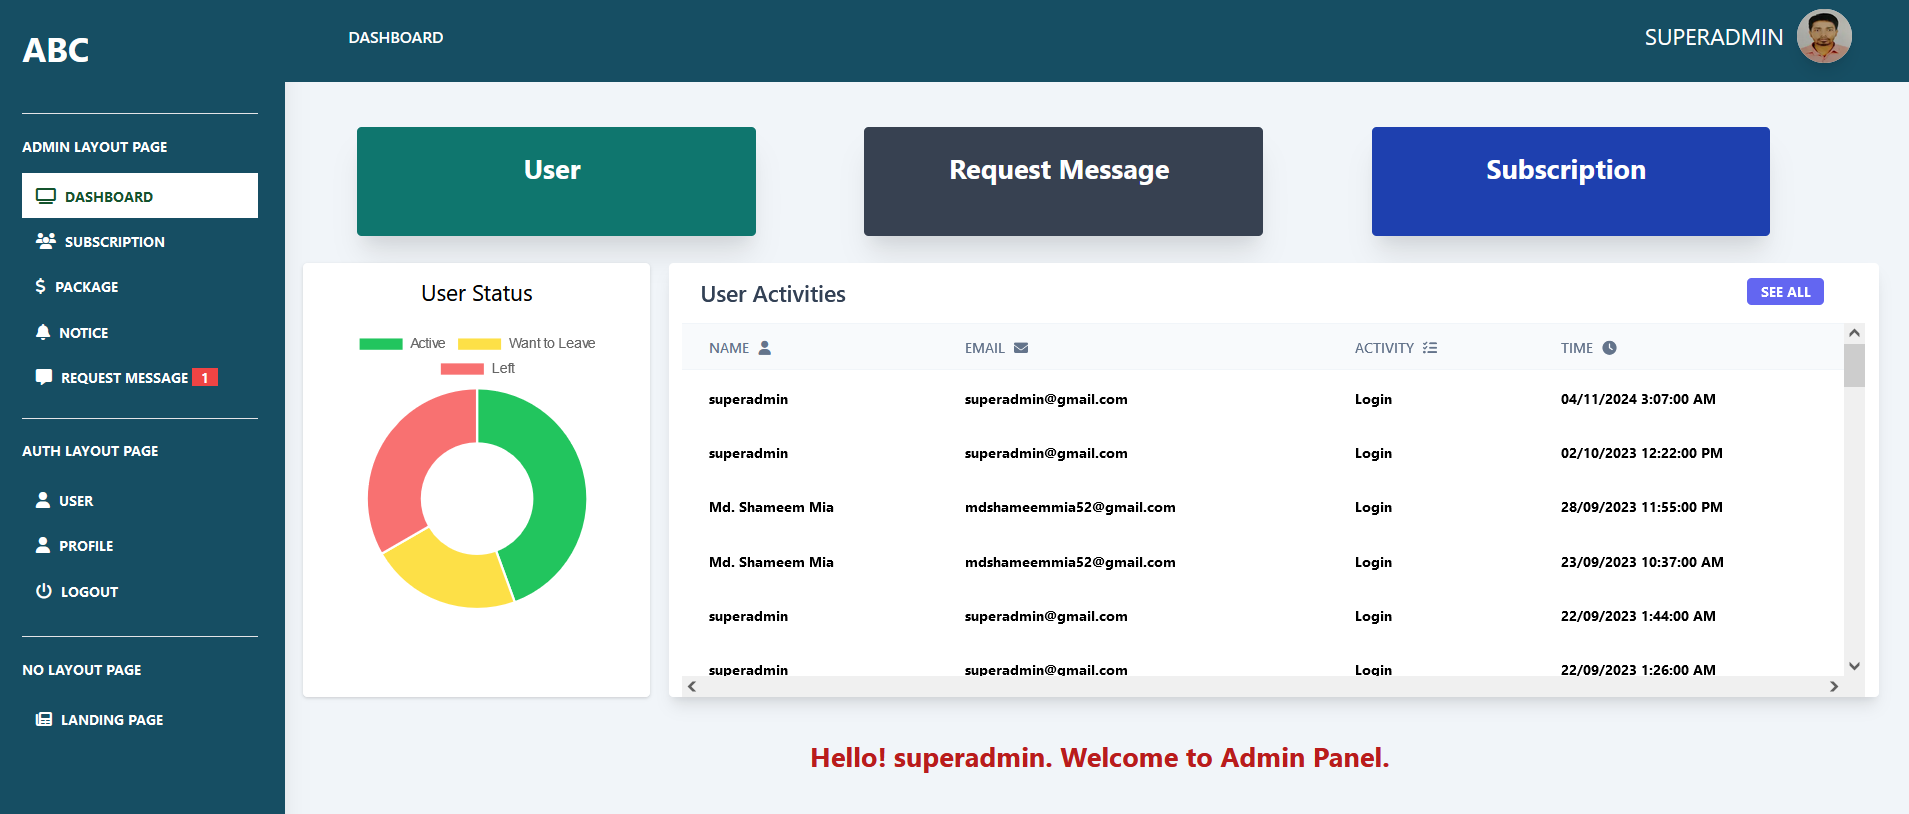 ABC
DASHBOARD
SUPERADMIN
ADMIN LAYOUT PAGE
DASHBOARD
SUBSCRIPTION
PACKAGE
NOTICE
REQUEST MESSAGE 1
AUTH LAYOUT PAGE
USER
PROFILE
LOGOUT
NO LAYOUT PAGE
LANDING PAGE
User
Request Message
Subscription
User Status
Active Want to Leave
Left
User Activities
SEE ALL
NAME EMAIL ACTIVITY TIME
superadmin superadmin@gmail.com Login 04/11/2024 3:07:00 AM
superadmin superadmin@gmail.com Login 02/10/2023 12:22:00 PM
Md. Shameem Mia mdshameemmia52@gmail.com Login 28/09/2023 11:55:00 PM
Md. Shameem Mia mdshameemmia52@gmail.com Login 23/09/2023 10:37:00 AM
superadmin superadmin@gmail.com Login 22/09/2023 1:44:00 AM
superadmin superadmin@gmail.com Login 22/09/2023 1:26:00 AM
Hello! superadmin. Welcome to Admin Panel.